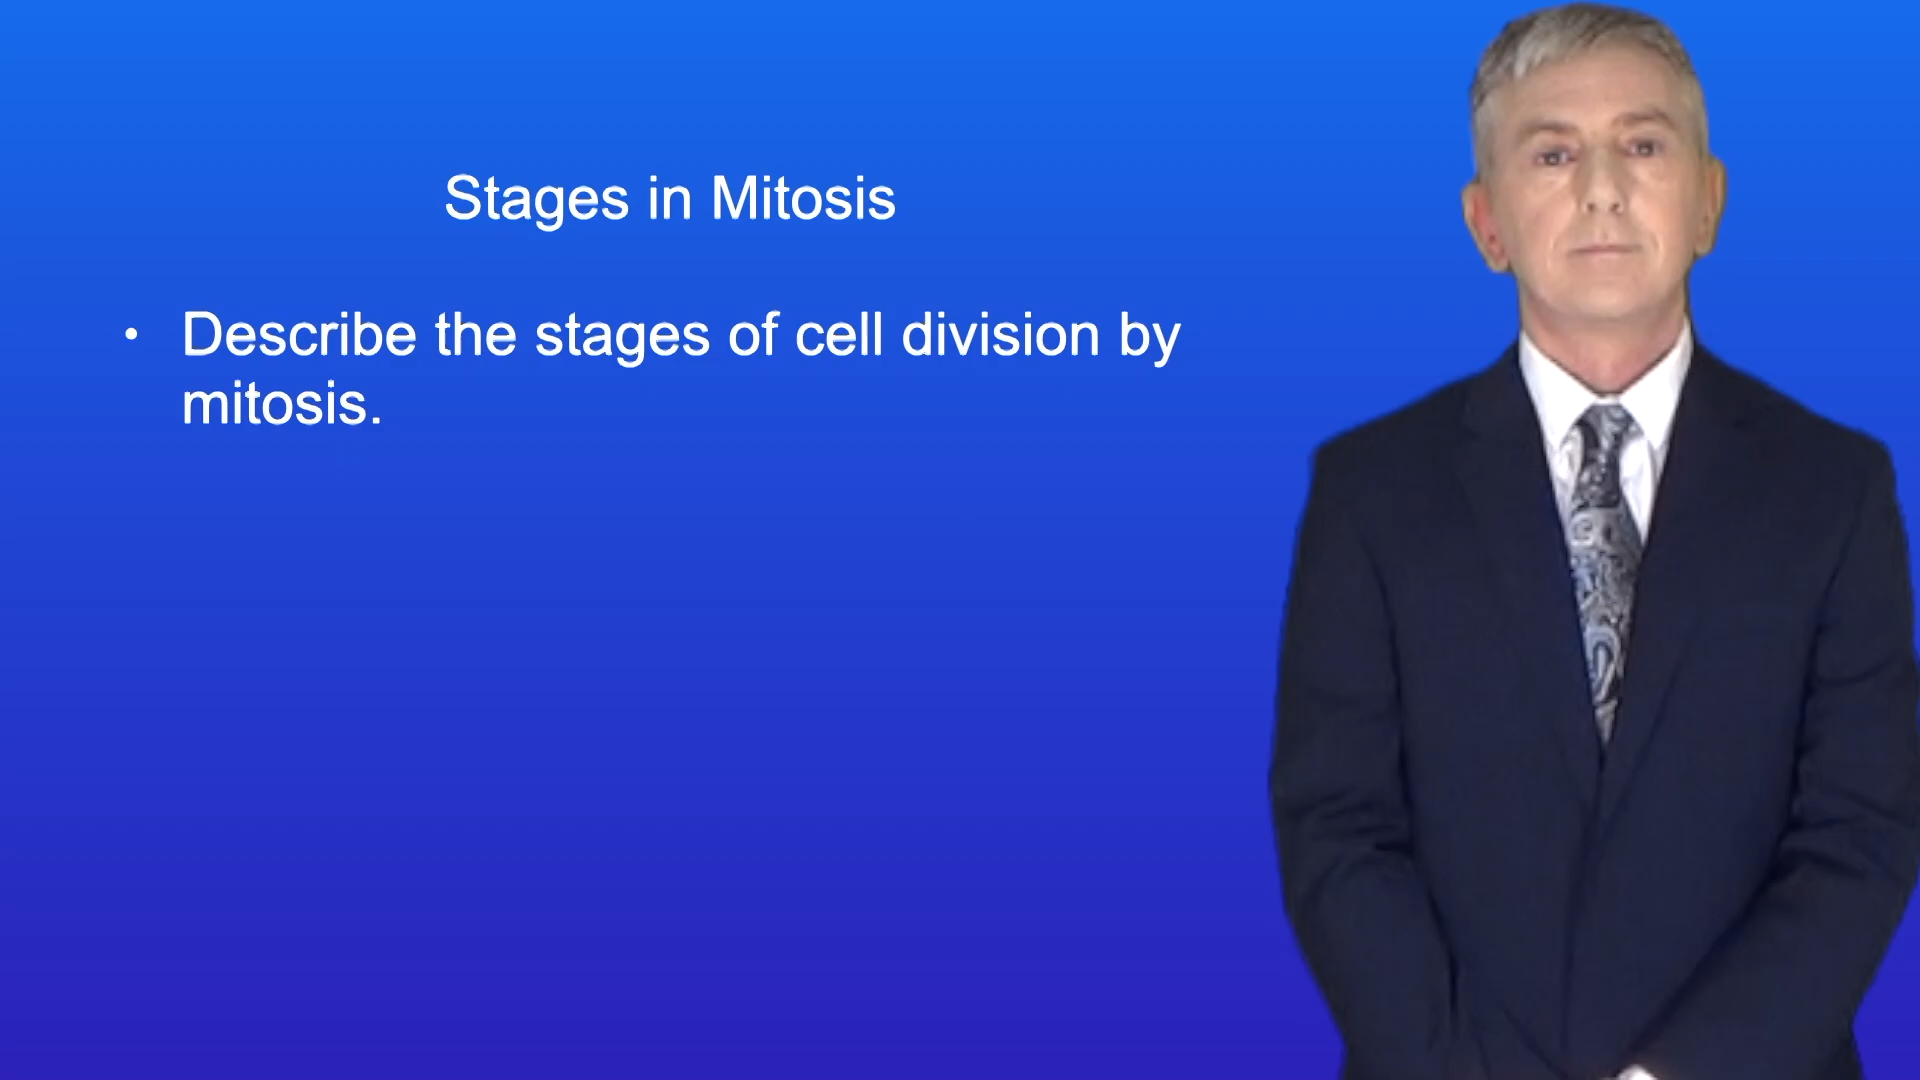 Stages in Mitosis
• Describe the stages of cell division by
mitosis.